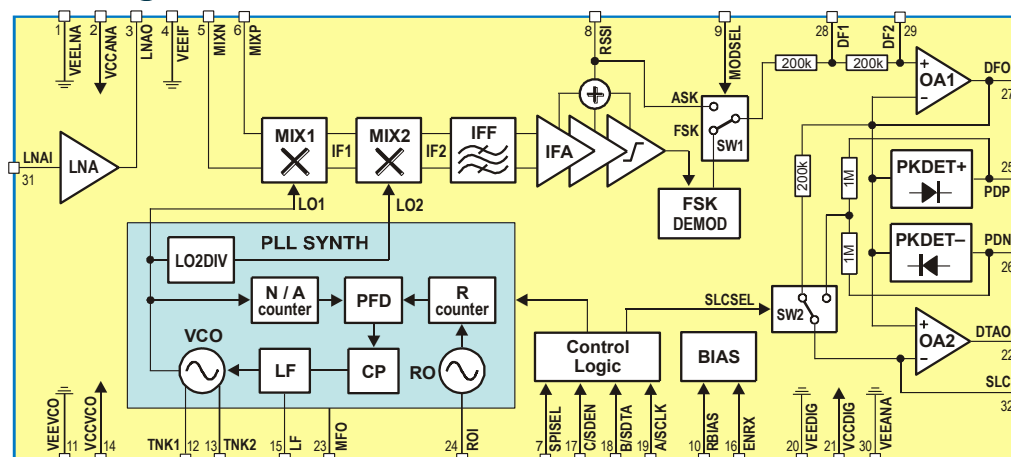 1
VEELNA
2
VCCANA
3
LNAO
4
VEEIF
5
MIXN
6
MIXP
8
RSSI
9
MODSEL
28
DF1
29
DF2
200k
200k
OA1
DFO
27
ASK
FSK
SW1
MIX1
MIX2
IFF
IFA
IF1
IF2
LNAI
31
LNA
LO1
LO2
FSK
DEMOD
200k
1M
1M
PKDET+
25
PDP
PKDET–
PDN
26
PLL SYNTH
LO2DIV
N / A
counter
PFD
R
counter
VCO
LF
CP
RO
SLCSEL
SW2
Control
Logic
BIAS
OA2
DTAO
22
SLC
32
VEEVCO
11
VCCVCO
14
TNK1
12
13
TNK2
15
LF
23
MFO
24
ROI
7
SPISEL
17
C/SDEN
18
B/SDTA
19
A/SCLK
10
RBIAS
16
ENRX
20
VEEDIG
21
VCCDIG
30
VEEANA